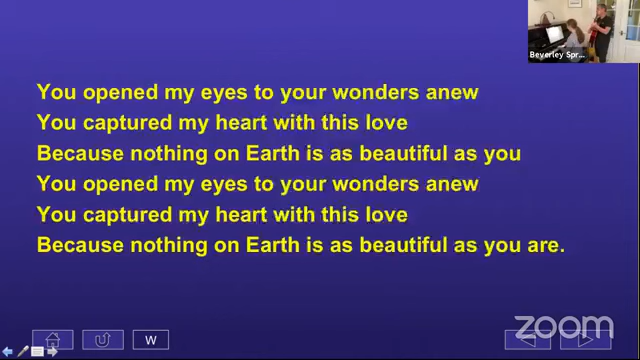 Beverley Spr...
You opened my eyes to your wonders anew
You captured my heart with this love
Because nothing on Earth is as beautiful as you
You opened my eyes to your wonders anew
You captured my heart with this love
Because nothing on Earth is as beautiful as you are.
W
zoom